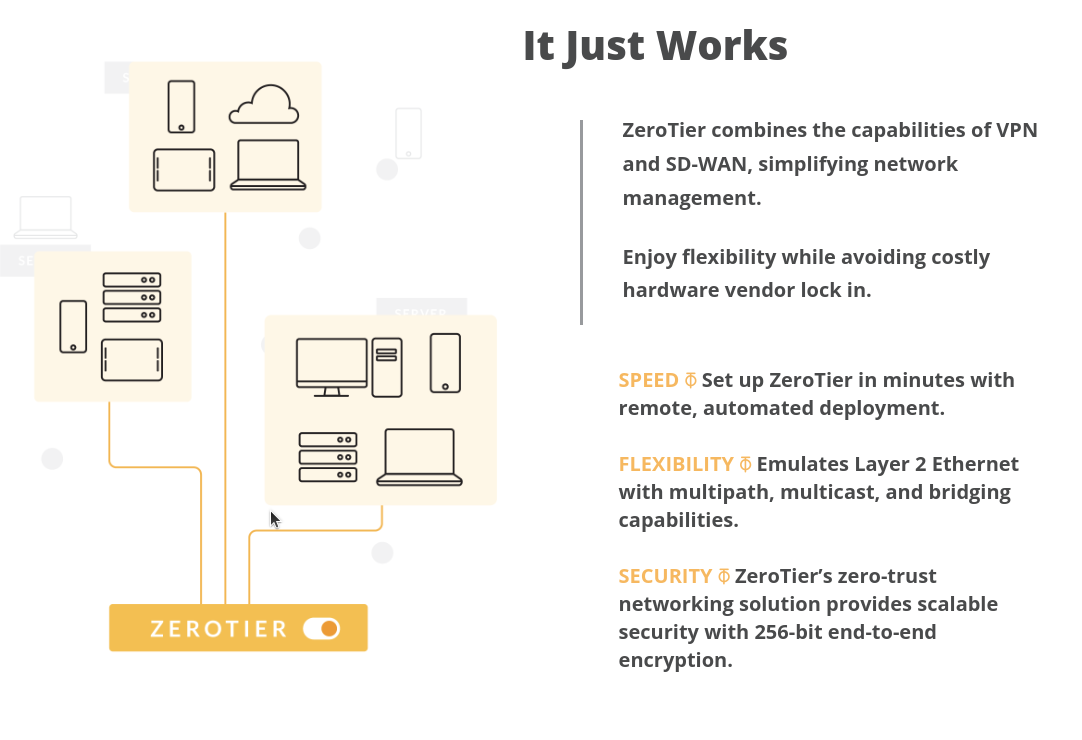 It Just Works
ZeroTier combines the capabilities of VPN
and SD-WAN, simplifying network
management.
Enjoy flexibility while avoiding costly
hardware vendor lock in.
SPEED ⏁ Set up ZeroTier in minutes with
remote, automated deployment.
FLEXIBILITY ⏁ Emulates Layer 2 Ethernet
with multipath, multicast, and bridging
capabilities.
SECURITY ⏁ ZeroTier’s zero-trust
networking solution provides scalable
security with 256-bit end-to-end
encryption.
SERVER
ZEROTIER